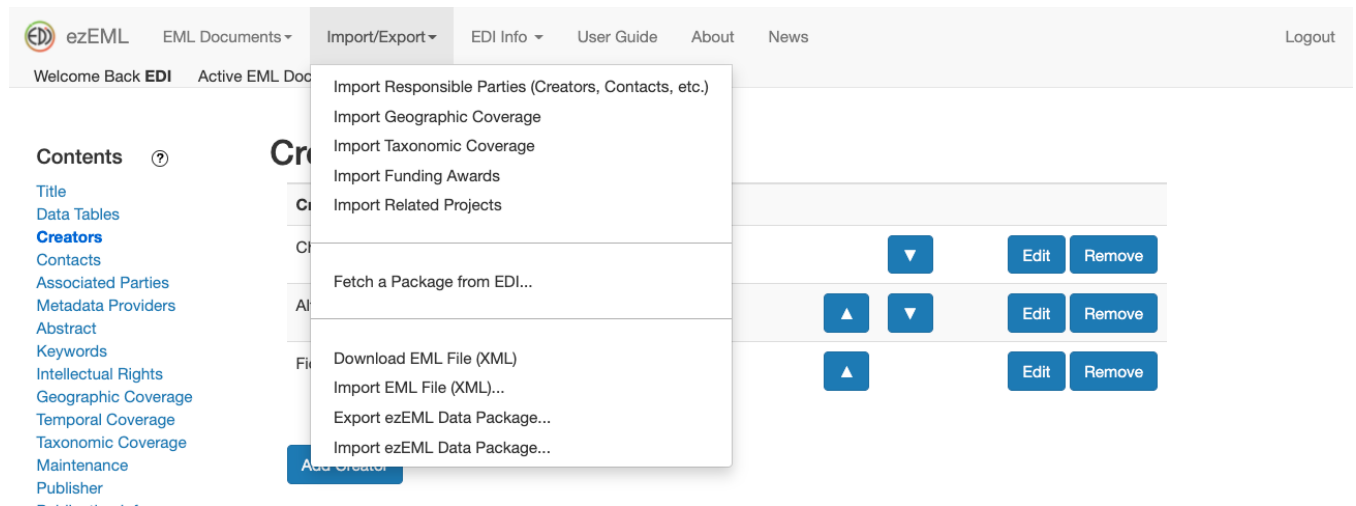 EDI ezEML EML Documents Import/Export EDI Info User Guide About News Logout
Welcome Back EDI Active EML Doc
Import Responsible Parties (Creators, Contacts, etc.)
Import Geographic Coverage
Import Taxonomic Coverage
Import Funding Awards
Import Related Projects
Fetch a Package from EDI...
Download EML File (XML)
Import EML File (XML)...
Export ezEML Data Package...
Import ezEML Data Package...
Contents ?
Title
Data Tables
Creators
Contacts
Associated Parties
Metadata Providers
Abstract
Keywords
Intellectual Rights
Geographic Coverage
Temporal Coverage
Taxonomic Coverage
Maintenance
Publisher
Cre
Edit Remove
Edit Remove
Edit Remove
Add Creator